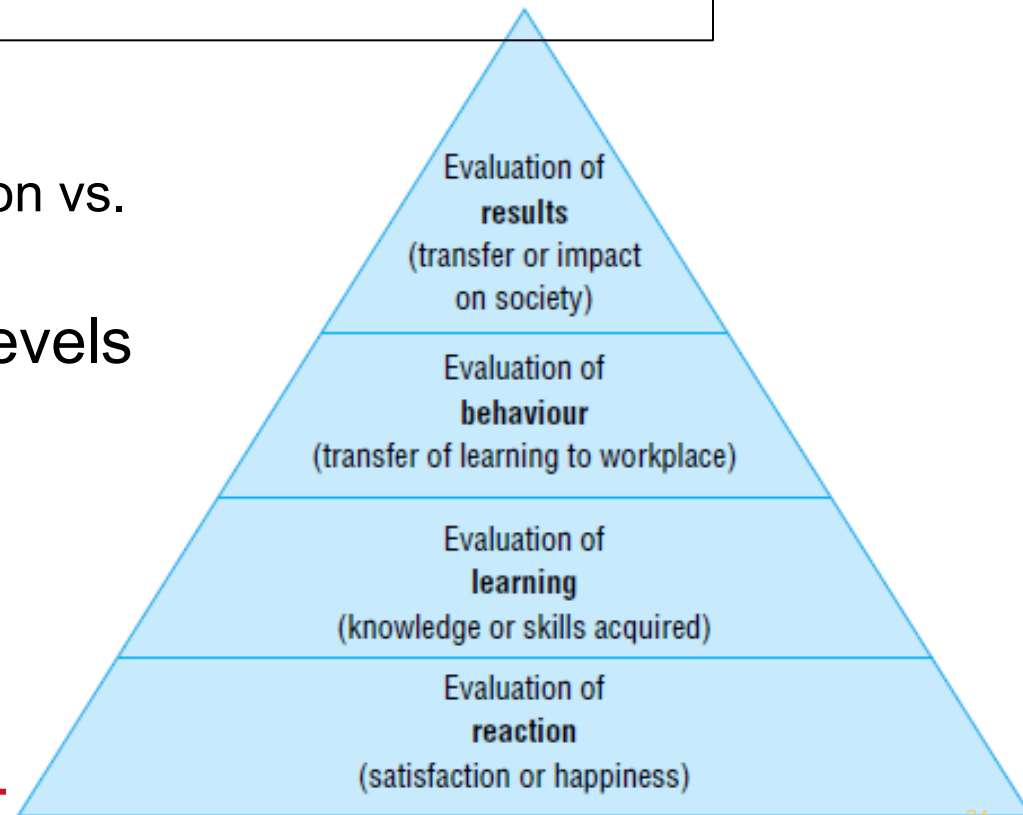 on vs.
evels
Evaluation of
results
(transfer or impact
on society)
Evaluation of
behaviour
(transfer of learning to workplace)
Evaluation of
learning
(knowledge or skills acquired)
Evaluation of
reaction
(satisfaction or happiness)